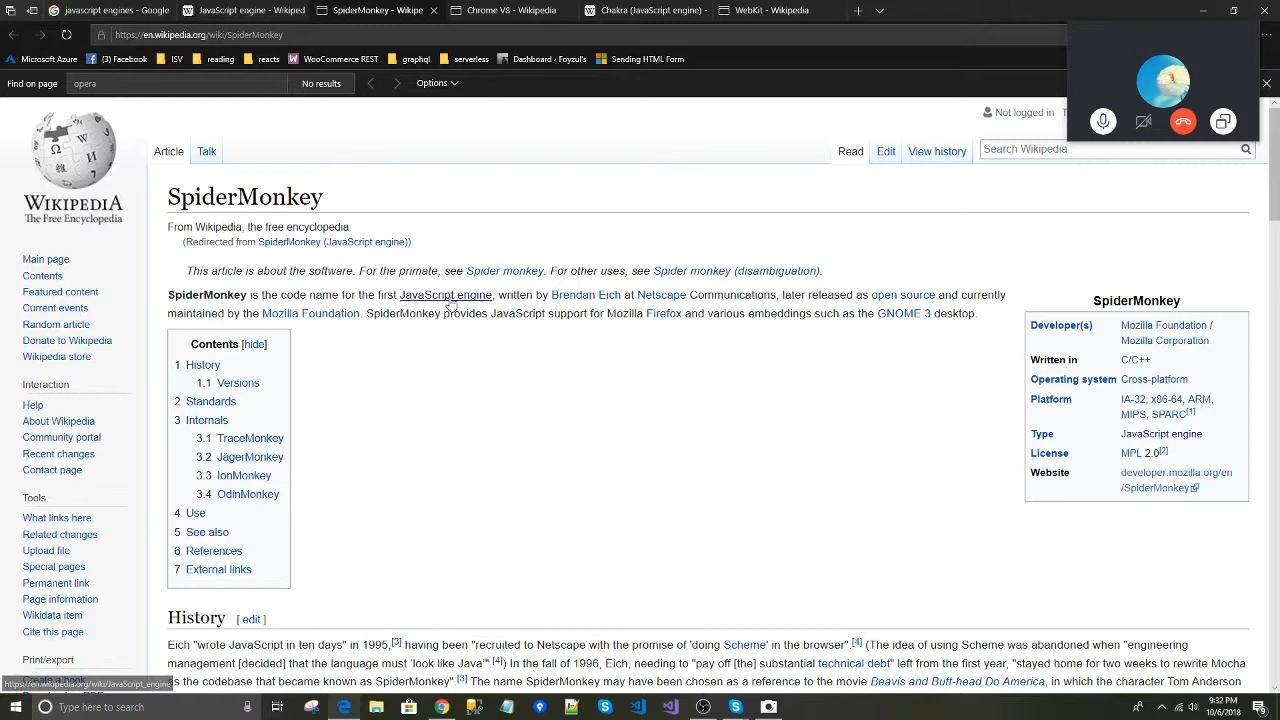 javascript engines - Google
JavaScript engine - Wikiped
SpiderMonkey - Wikipe
Chrome V8 - Wikipedia
Chakra (JavaScript engine) -
WebKit - Wikipedia
https://en.wikipedia.org/wiki/SpiderMonkey
Microsoft Azure
(3) Facebook
ISV
reading
reacts
WooCommerce REST
graphql
serverless
Dashboard ‹ Foyzul's
Sending HTML Form
Find on page
opera
No results
Options
Not logged in
Article
Talk
Read
Edit
View history
Search Wikipedia
WIKIPEDIA
The Free Encyclopedia
Main page
Contents
Featured content
Current events
Random article
Donate to Wikipedia
Wikipedia store
Interaction
Help
About Wikipedia
Community portal
Recent changes
Contact page
Tools
What links here
Related changes
Upload file
Special pages
Permanent link
Page information
Wikidata item
Cite this page
Print/export
https://en.wikipedia.org/wiki/JavaScript_engine
SpiderMonkey
From Wikipedia, the free encyclopedia
(Redirected from SpiderMonkey (JavaScript engine))
This article is about the software. For the primate, see Spider monkey. For other uses, see Spider monkey (disambiguation).
SpiderMonkey is the code name for the first JavaScript engine, written by Brendan Eich at Netscape Communications, later released as open source and currently
maintained by the Mozilla Foundation. SpiderMonkey provides JavaScript support for Mozilla Firefox and various embeddings such as the GNOME 3 desktop.
Contents [hide]
1 History
1.1 Versions
2 Standards
3 Internals
3.1 TraceMonkey
3.2 JägerMonkey
3.3 IonMonkey
3.4 OdinMonkey
4 Use
5 See also
6 References
7 External links
SpiderMonkey
Developer(s) Mozilla Foundation /
Mozilla Corporation
Written in C/C++
Operating system Cross-platform
Platform IA-32, x86-64, ARM,
MIPS, SPARC[1]
Type JavaScript engine
License MPL 2.0[2]
Website developer.mozilla.org/en
/SpiderMonkey
History [ edit ]
Eich "wrote JavaScript in ten days" in 1995,[3] having been "recruited to Netscape with the promise of 'doing Scheme' in the browser".[4] (The idea of using Scheme was abandoned when "engineering
management [decided] that the language must 'look like Java'" [4]) In the fall of 1996, Eich, needing to "pay off [the] substantial technical debt" left from the first year, "stayed home for two weeks to rewrite Mocha
as the codebase that became known as SpiderMonkey".[3] The name SpiderMonkey may have been chosen as a reference to the movie Beavis and Butt-head Do America, in which the character Tom Anderson
Type here to search
9:32 PM
10/6/2018